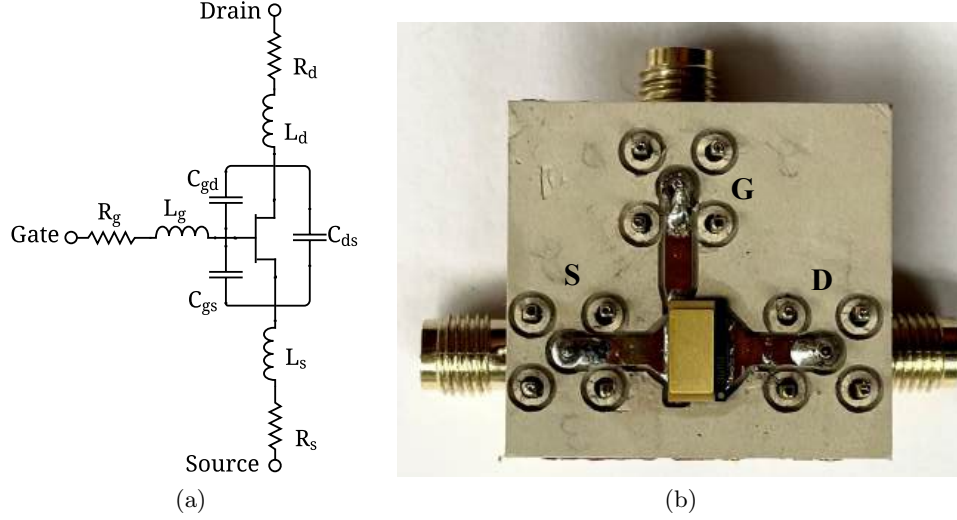 Drain
R_d
L_d
C_gd
R_g
L_g
Gate
C_ds
C_gs
L_s
R_s
Source
(a)
G
S
D
(b)